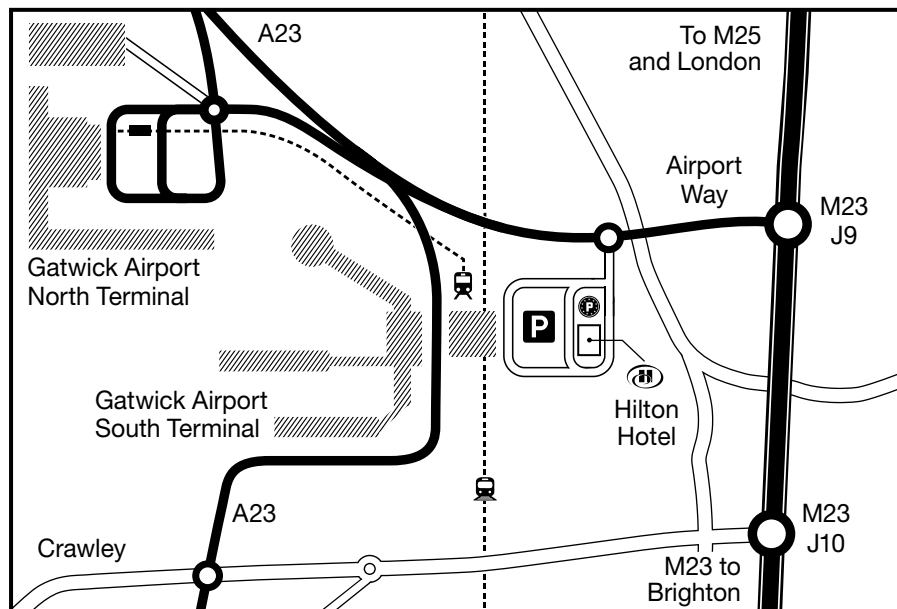 A23
To M25
and London
Airport
Way
M23
J9
Gatwick Airport
North Terminal
P
P
H
Gatwick Airport
South Terminal
Hilton
Hotel
A23
M23
J10
Crawley
M23 to
Brighton